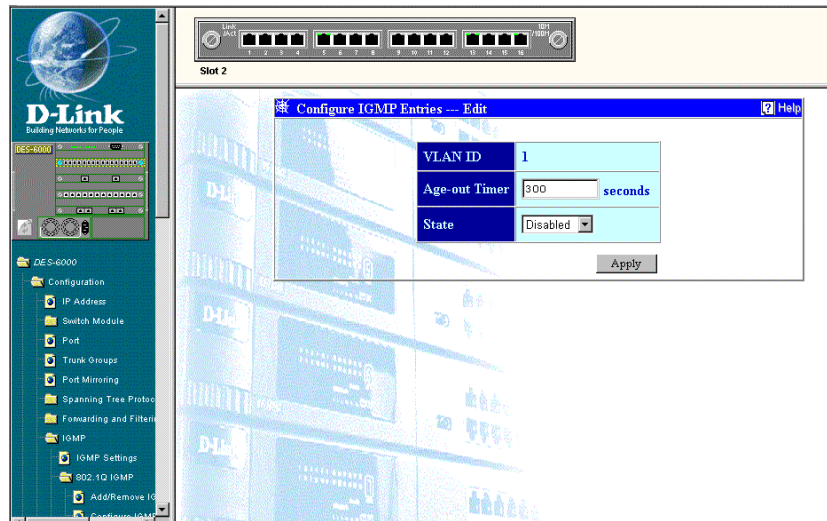 D-Link
Building Networks for People
DES-6000
DES-6000
Configuration
IP Address
Switch Module
Port
Trunk Groups
Port Mirroring
Spanning Tree Protoc
Forwarding and Filteri
IGMP
IGMP Settings
802.1Q IGMP
Add/Remove IG
Configure IGMP
Link
/Act
1 2 3 4 5 6 7 8 9 10 11 12 13 14 15 16
10M
/100M
Slot 2
Configure IGMP Entries --- Edit
Help
VLAN ID 1
Age-out Timer 300 seconds
State Disabled
Apply